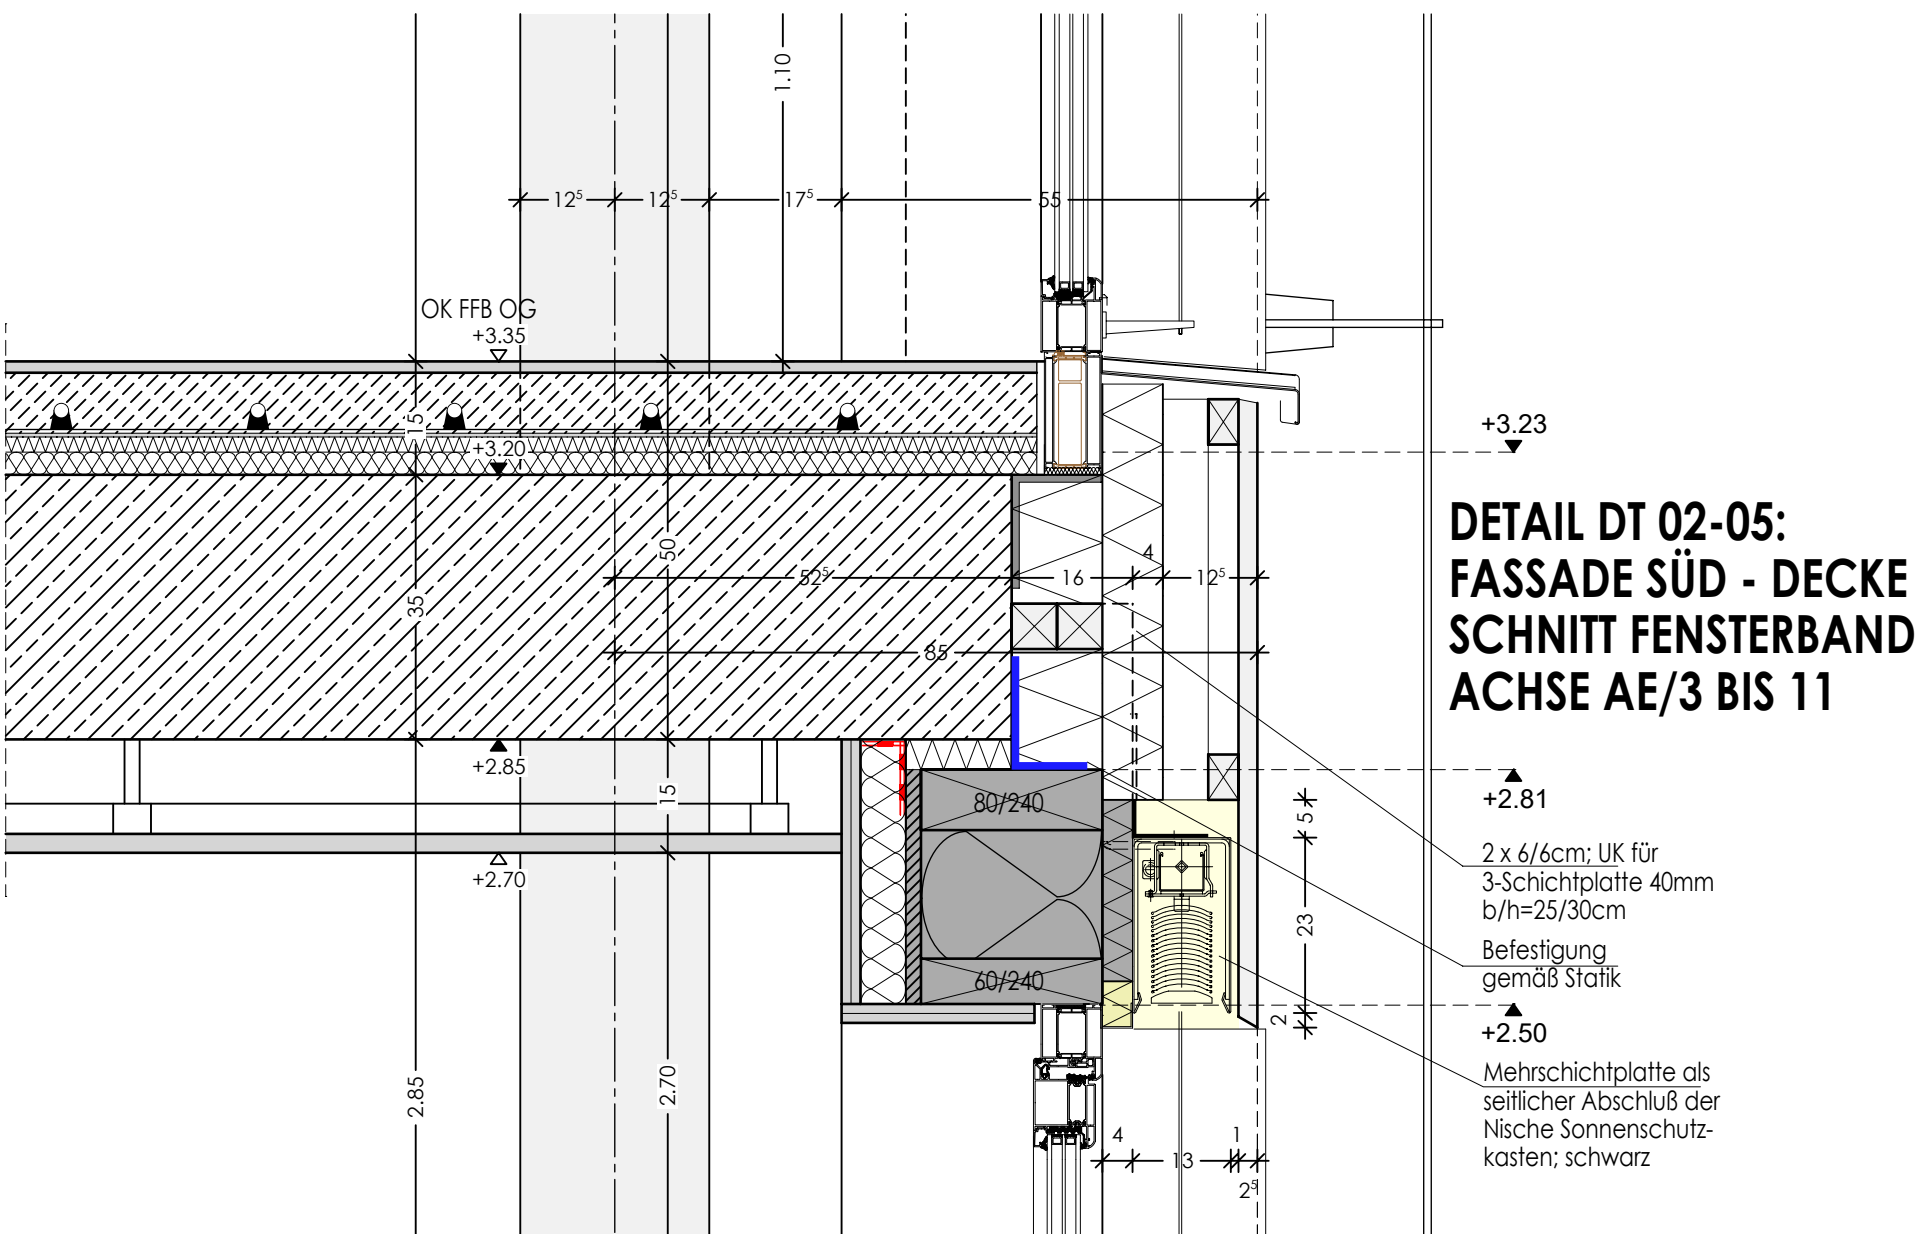 1.10
12⁵
12⁵
17⁵
55
OK FFB OG
+3.35
15
+3.20
+3.23
DETAIL DT 02-05:
FASSADE SÜD - DECKE
SCHNITT FENSTERBAND
ACHSE AE/3 BIS 11
50
4
52⁵
16
12⁵
35
85
+2.85
+2.70
15
80/240
60/240
5
23
2
+2.81
2 x 6/6cm; UK für
3-Schichtplatte 40mm
b/h=25/30cm
Befestigung
gemäß Statik
+2.50
Mehrschichtplatte als
seitlicher Abschluß der
Nische Sonnenschutz-
kasten; schwarz
2.85
2.70
4
13
1
2⁵